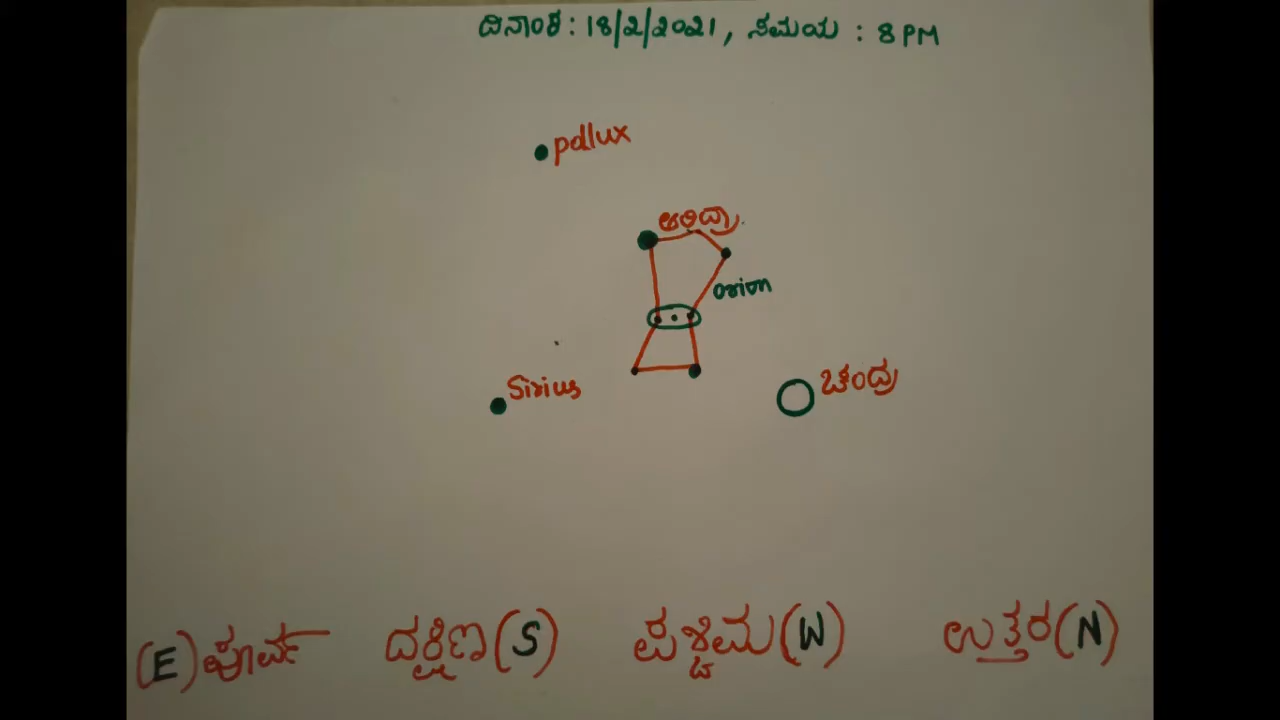 ದಿನಾಂಕ : 18/2/2021, ಸಮಯ : 8 PM
pollux
ಆರಿದ್ರಾ
orion
Sirius
ಚಂದ್ರ
(E) ಪೂರ್ವ ದಕ್ಷಿಣ (S) ಪಶ್ಚಿಮ (W) ಉತ್ತರ (N)